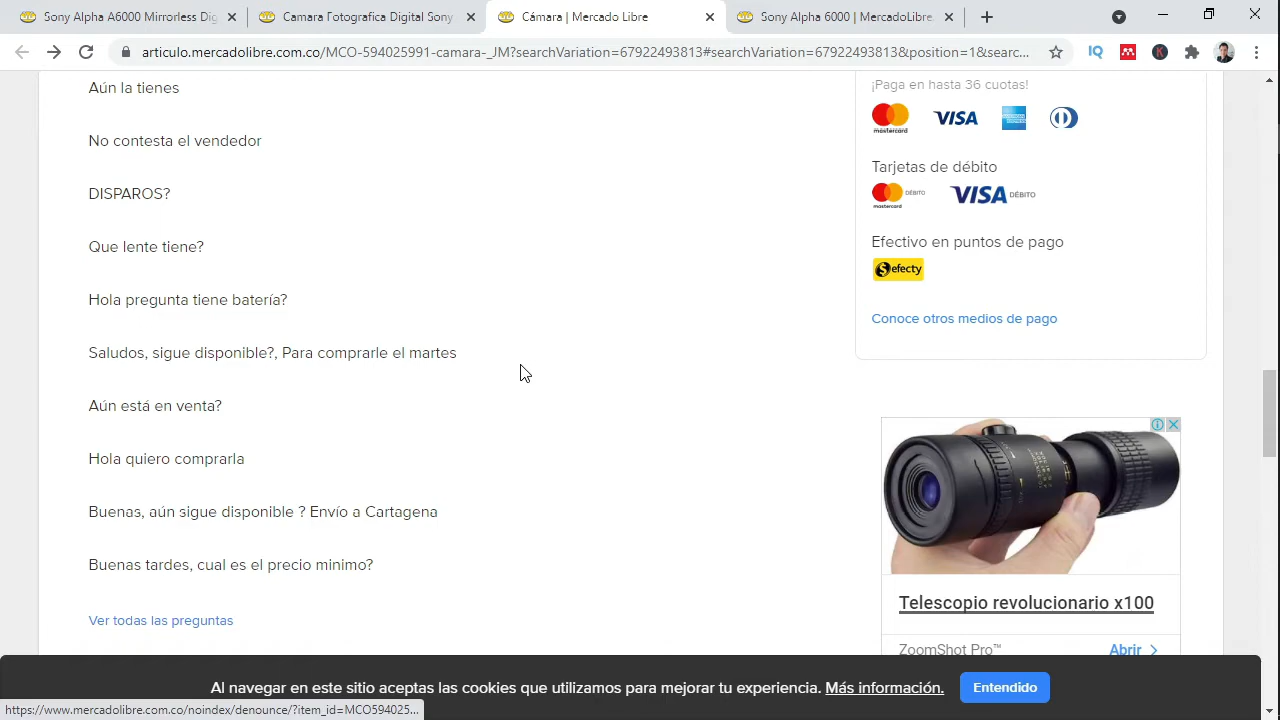 Sony Alpha A6000 Mirrorless Dig
Camara Fotografica Digital Sony
Cámara | Mercado Libre
Sony Alpha 6000 | MercadoLibre
articulo.mercadolibre.com.co/MCO-594025991-camara-_JM?searchVariation=67922493813#searchVariation=67922493813&position=1&searc...
IQ
K
Aún la tienes
No contesta el vendedor
DISPAROS?
Que lente tiene?
Hola pregunta tiene batería?
Saludos, sigue disponible?, Para comprarle el martes
Aún está en venta?
Hola quiero comprarla
Buenas, aún sigue disponible ? Envío a Cartagena
Buenas tardes, cual es el precio minimo?
Ver todas las preguntas
¡Paga en hasta 36 cuotas!
mastercard VISA
Tarjetas de débito
mastercard DÉBITO VISA DÉBITO
Efectivo en puntos de pago
$ efecty
Conoce otros medios de pago
Telescopio revolucionario x100
ZoomShot Pro™
Abrir
Al navegar en este sitio aceptas las cookies que utilizamos para mejorar tu experiencia. Más información.
Entendido
https://www.mercadolibre.com.co/noindex/denounce/?item_id=MCO594025...